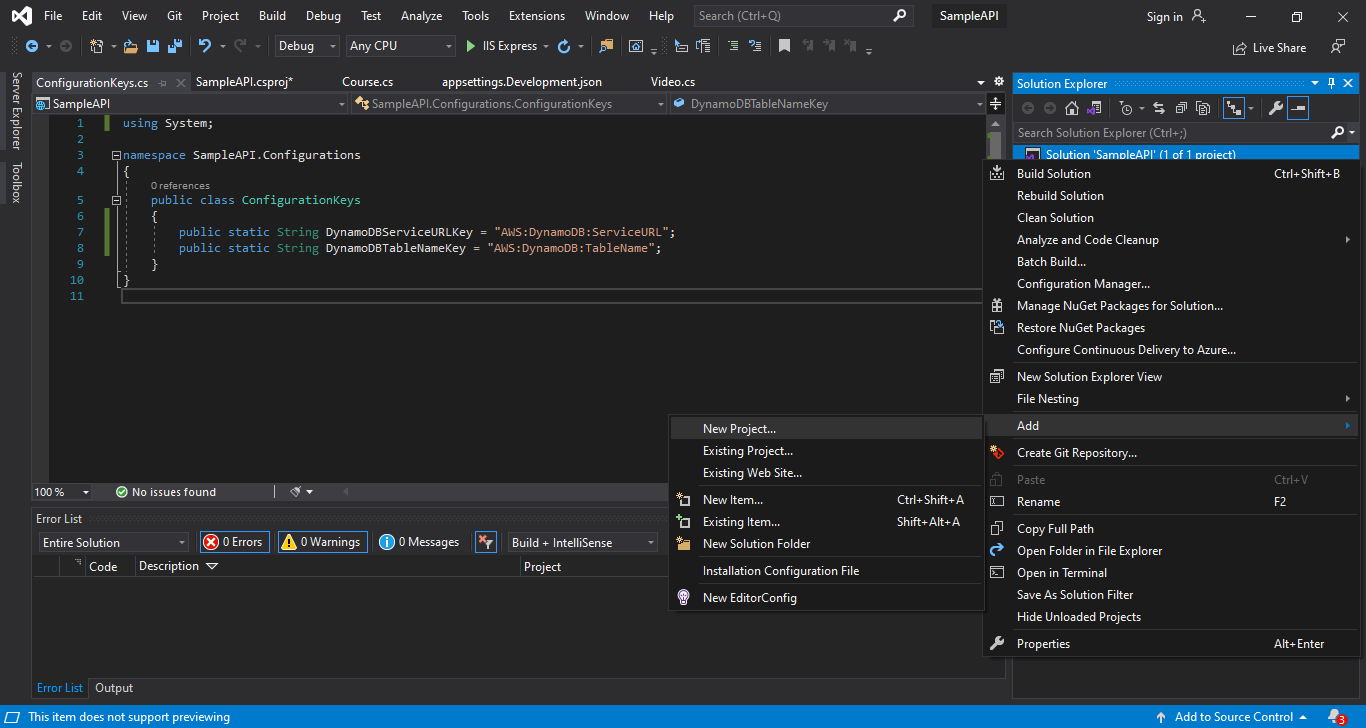 File Edit View Git Project Build Debug Test Analyze Tools Extensions Window Help Search (Ctrl+Q) SampleAPI Sign in
Debug Any CPU IIS Express Live Share
Server Explorer
Toolbox
ConfigurationKeys.cs SampleAPI.csproj* Course.cs appsettings.Development.json Video.cs
SampleAPI SampleAPI.Configurations.ConfigurationKeys DynamoDBTableNameKey
1 using System;
2
3 namespace SampleAPI.Configurations
4 {
0 references
5 public class ConfigurationKeys
6 {
7 public static String DynamoDBServiceURLKey = "AWS:DynamoDB:ServiceURL";
8 public static String DynamoDBTableNameKey = "AWS:DynamoDB:TableName";
9 }
10 }
11
100 % No issues found
Error List
Entire Solution 0 Errors 0 Warnings 0 Messages Build + IntelliSense
Code Description Project
Error List Output
Solution Explorer
Search Solution Explorer (Ctrl+;)
Solution 'SampleAPI' (1 of 1 project)
Build Solution Ctrl+Shift+B
Rebuild Solution
Clean Solution
Analyze and Code Cleanup
Batch Build...
Configuration Manager...
Manage NuGet Packages for Solution...
Restore NuGet Packages
Configure Continuous Delivery to Azure...
New Solution Explorer View
File Nesting
Add
Create Git Repository...
Paste Ctrl+V
Rename F2
Copy Full Path
Open Folder in File Explorer
Open in Terminal
Save As Solution Filter
Hide Unloaded Projects
Properties Alt+Enter
New Project...
Existing Project...
Existing Web Site...
New Item... Ctrl+Shift+A
Existing Item... Shift+Alt+A
New Solution Folder
Installation Configuration File
New EditorConfig
This item does not support previewing Add to Source Control 3